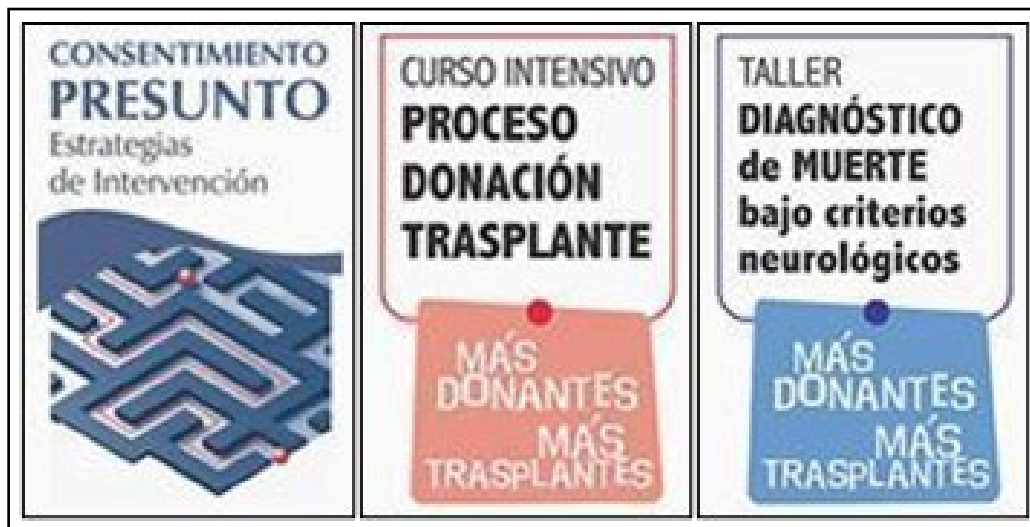 CONSENTIMIENTO
PRESUNTO
Estrategias
de Intervención
CURSO INTENSIVO
PROCESO
DONACIÓN
TRASPLANTE
MÁS
DONANTES
MÁS
TRASPLANTES
TALLER
DIAGNÓSTICO
de MUERTE
bajo criterios
neurológicos
MÁS
DONANTES
MÁS
TRASPLANTES